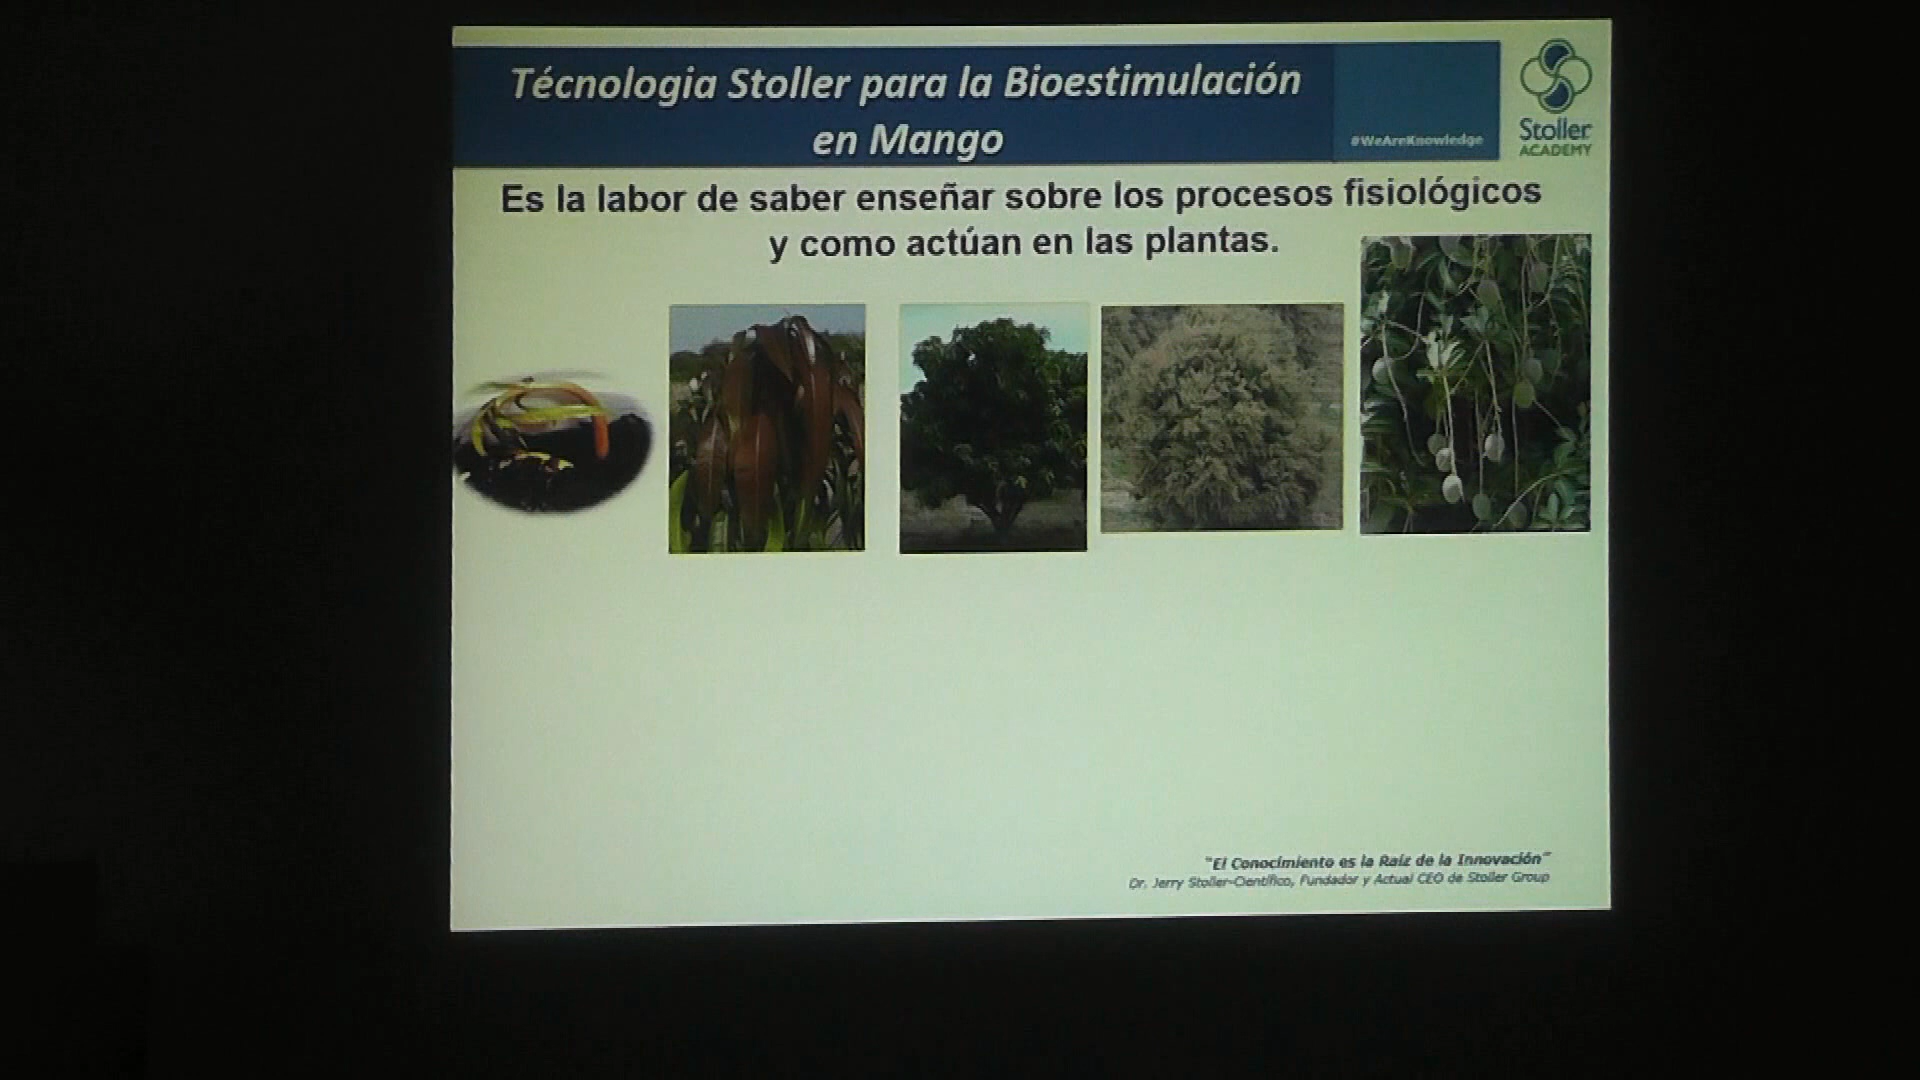 Técnologia Stoller para la Bioestimulación
en Mango
#WeAreKnowledge
Stoller
ACADEMY
Es la labor de saber enseñar sobre los procesos fisiológicos
y como actúan en las plantas.
"El Conocimiento es la Raiz de la Innovación"
Dr. Jerry Stoller-Científico, Fundador y Actual CEO de Stoller Group